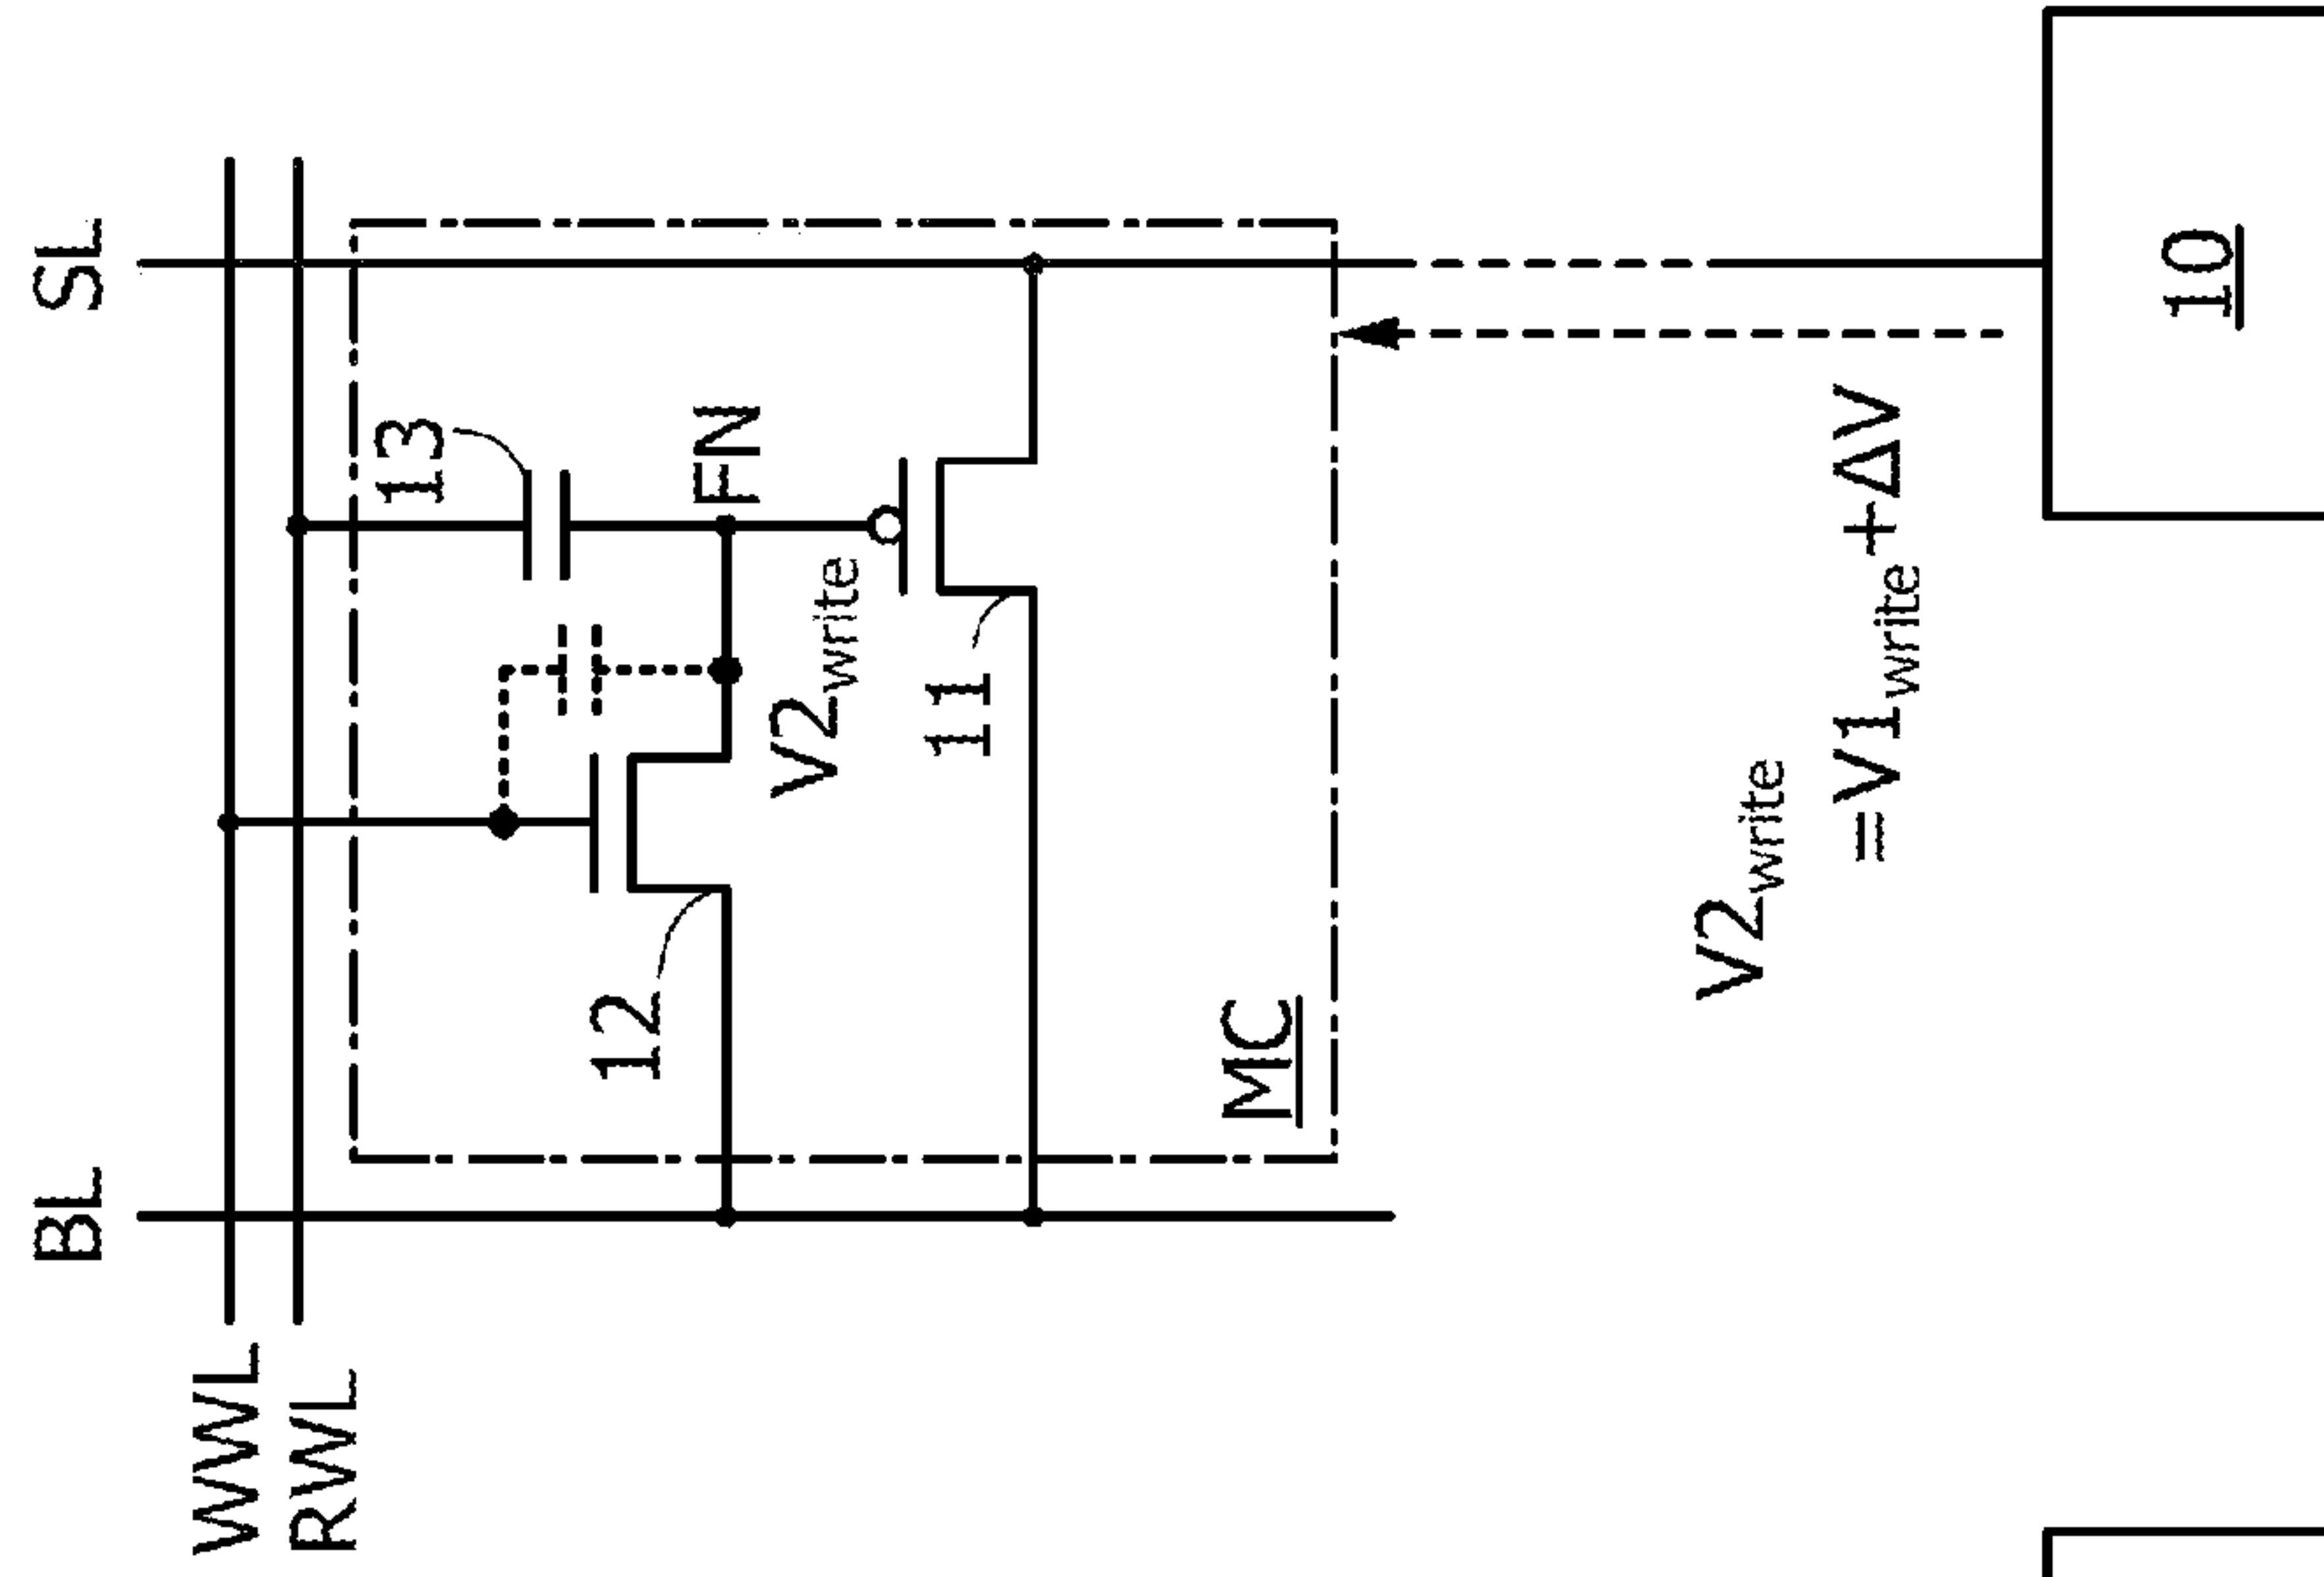 BL
SL
WWL
RWL
13
12
FN
V2write
11
MC
V2write
=V1write+ΔV
10